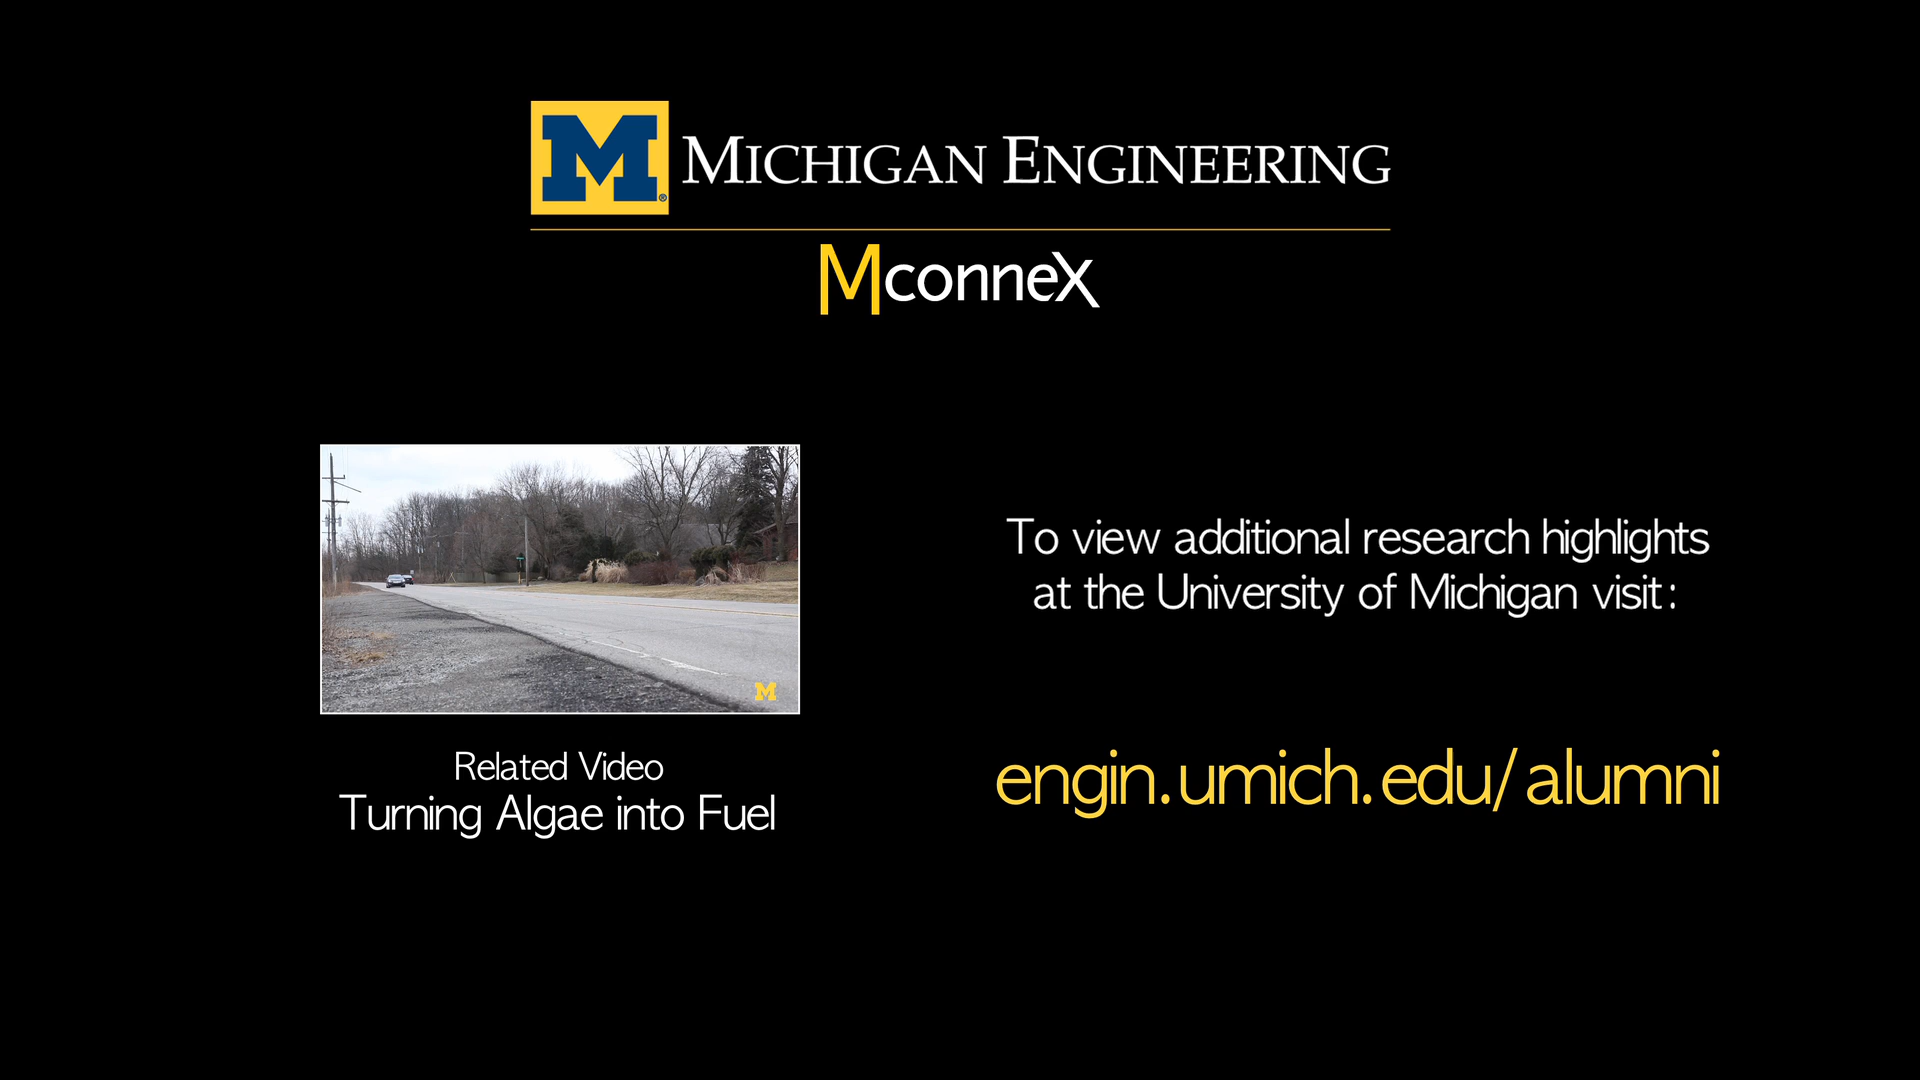 M MICHIGAN ENGINEERING
MconneX
To view additional research highlights
at the University of Michigan visit:
M
Related Video
Turning Algae into Fuel
engin.umich.edu/alumni